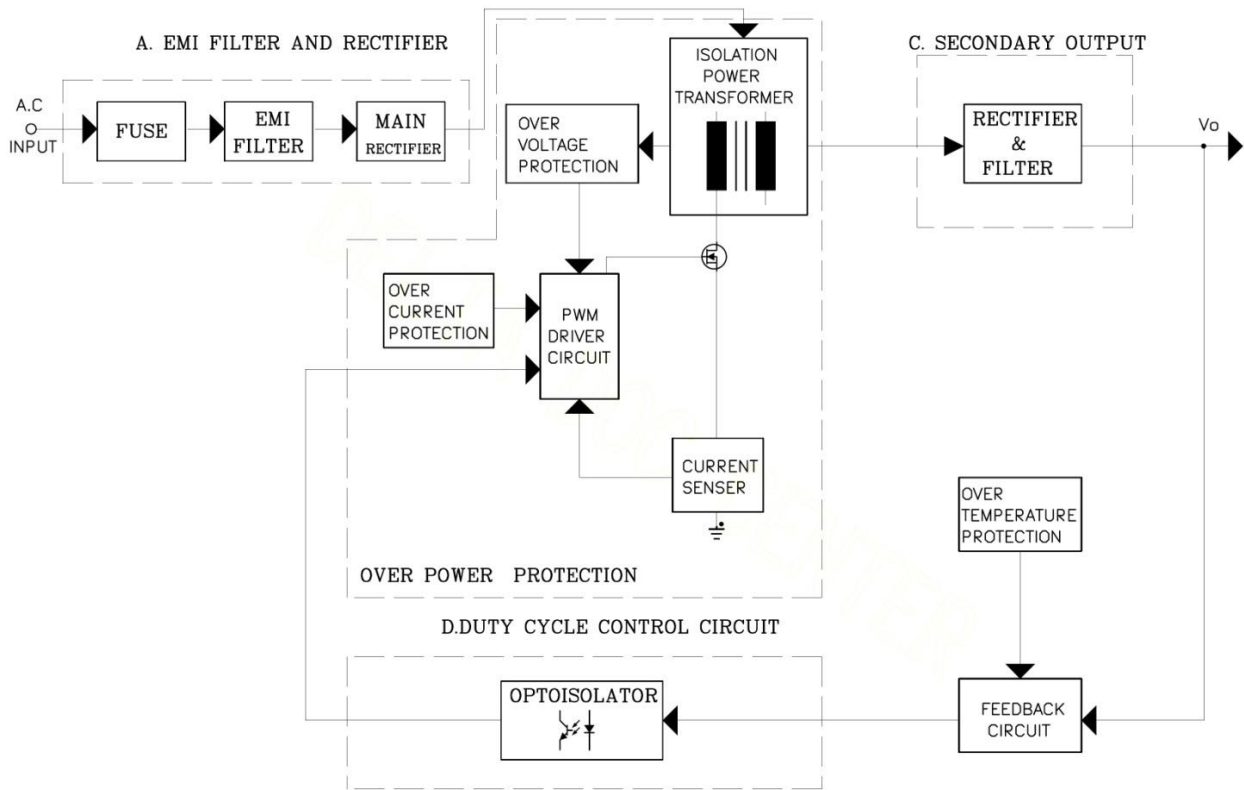 A. EMI FILTER AND RECTIFIER
C. SECONDARY OUTPUT
A.C
INPUT
FUSE
EMI
FILTER
MAIN
RECTIFIER
OVER
VOLTAGE
PROTECTION
ISOLATION
POWER
TRANSFORMER
RECTIFIER
&
FILTER
Vo
OVER
CURRENT
PROTECTION
PWM
DRIVER
CIRCUIT
CURRENT
SENSER
OVER
TEMPERATURE
PROTECTION
OVER POWER PROTECTION
D.DUTY CYCLE CONTROL CIRCUIT
OPTOISOLATOR
FEEDBACK
CIRCUIT